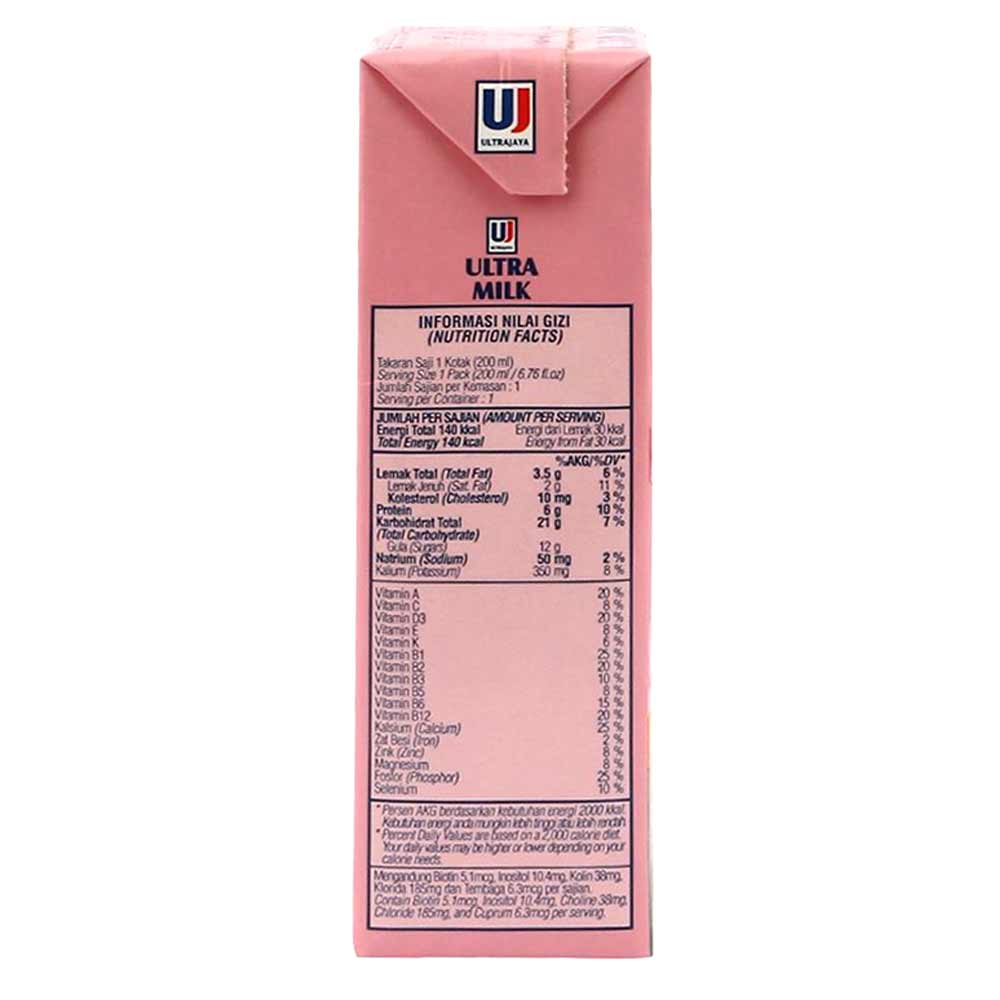 UJ
ULTRAJAYA
UJ
ULTRAJAYA
ULTRA
MILK
INFORMASI NILAI GIZI
(NUTRITION FACTS)
Takaran Saji 1 Kotak (200 ml)
Serving Size 1 Pack (200 ml / 6.76 fl.oz)
Jumlah Sajian per Kemasan : 1
Serving per Container : 1
JUMLAH PER SAJIAN (AMOUNT PER SERVING)
Energi Total 140 kkal Energi dari Lemak 30 kkal
Total Energy 140 kcal Energy from Fat 30 kcal
%AKG/%DV*
Lemak Total (Total Fat) 3.5 g 6 %
Lemak Jenuh (Sat. Fat) 2 g 11 %
Kolesterol (Cholesterol) 10 mg 3 %
Protein 6 g 10 %
Karbohidrat Total 21 g 7 %
(Total Carbohydrate)
Gula (Sugars) 12 g
Natrium (Sodium) 50 mg 2 %
Kalium (Potassium) 350 mg 8 %
Vitamin A 20 %
Vitamin C 8 %
Vitamin D3 20 %
Vitamin E 8 %
Vitamin K 6 %
Vitamin B1 25 %
Vitamin B2 20 %
Vitamin B3 10 %
Vitamin B5 8 %
Vitamin B6 15 %
Vitamin B12 20 %
Kalsium (Calcium) 25 %
Zat Besi (Iron) 2 %
Zink (Zinc) 8 %
Magnesium 8 %
Fosfor (Phosphor) 25 %
Selenium 10 %
* Persen AKG berdasarkan kebutuhan energi 2000 kkal.
Kebutuhan energi anda mungkin lebih tinggi atau lebih rendah
* Percent Daily Values are based on a 2,000 calorie diet.
Your daily values may be higher or lower depending on your
calorie needs.
Mengandung Biotin 5.1mcg, Inositol 10.4mg, Kolin 38mg,
Klorida 185mg dan Tembaga 6.3mcg per sajian.
Contain Biotin 5.1mcg, Inositol 10.4mg, Choline 38mg,
Chloride 185mg, and Cuprum 6.3mcg per serving.